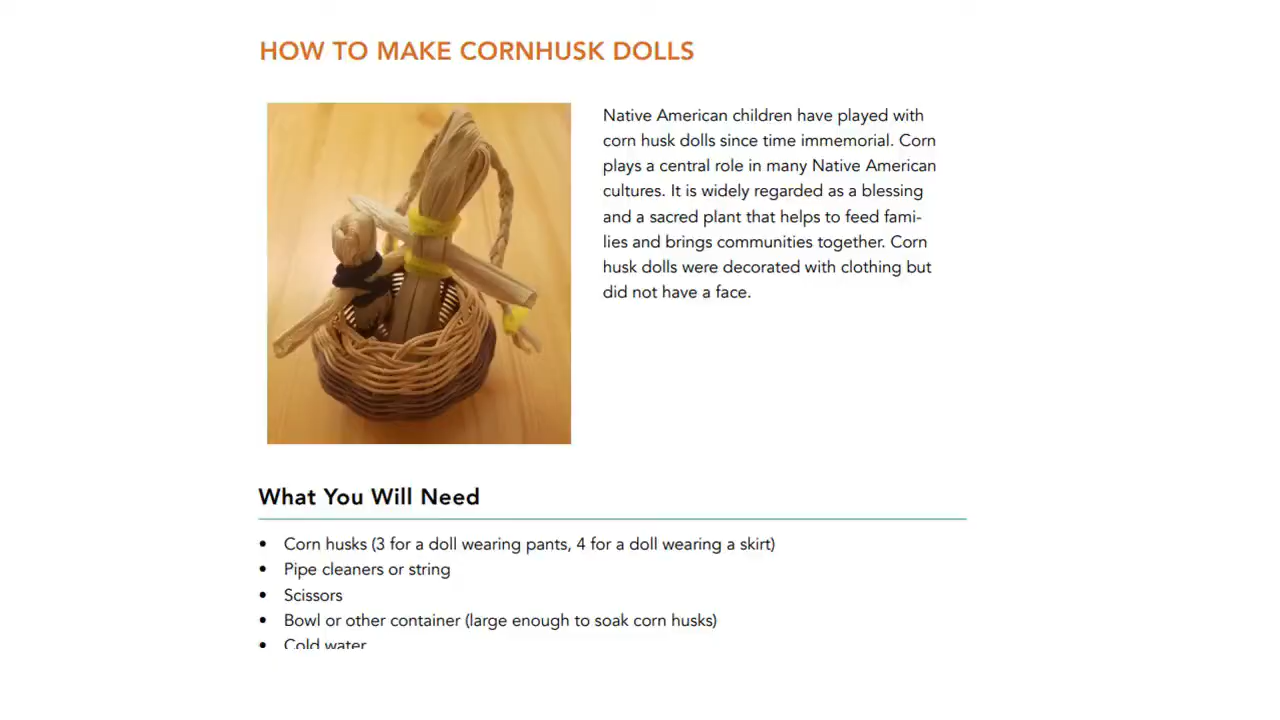 HOW TO MAKE CORNHUSK DOLLS
Native American children have played with
corn husk dolls since time immemorial. Corn
plays a central role in many Native American
cultures. It is widely regarded as a blessing
and a sacred plant that helps to feed fami-
lies and brings communities together. Corn
husk dolls were decorated with clothing but
did not have a face.
What You Will Need
• Corn husks (3 for a doll wearing pants, 4 for a doll wearing a skirt)
• Pipe cleaners or string
• Scissors
• Bowl or other container (large enough to soak corn husks)
• Cold water